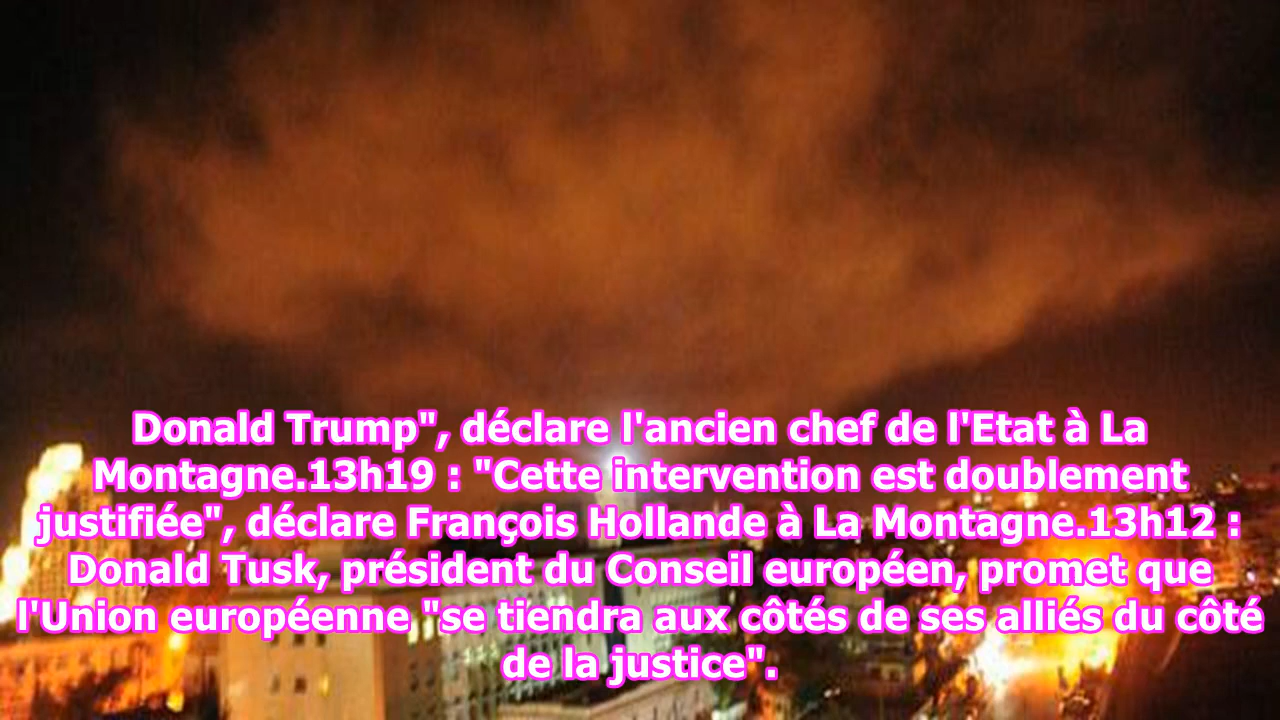 Donald Trump", déclare l'ancien chef de l'Etat à La
Montagne.13h19 : "Cette intervention est doublement
justifiée", déclare François Hollande à La Montagne.13h12 :
Donald Tusk, président du Conseil européen, promet que
l'Union européenne "se tiendra aux côtés de ses alliés du côté
de la justice".